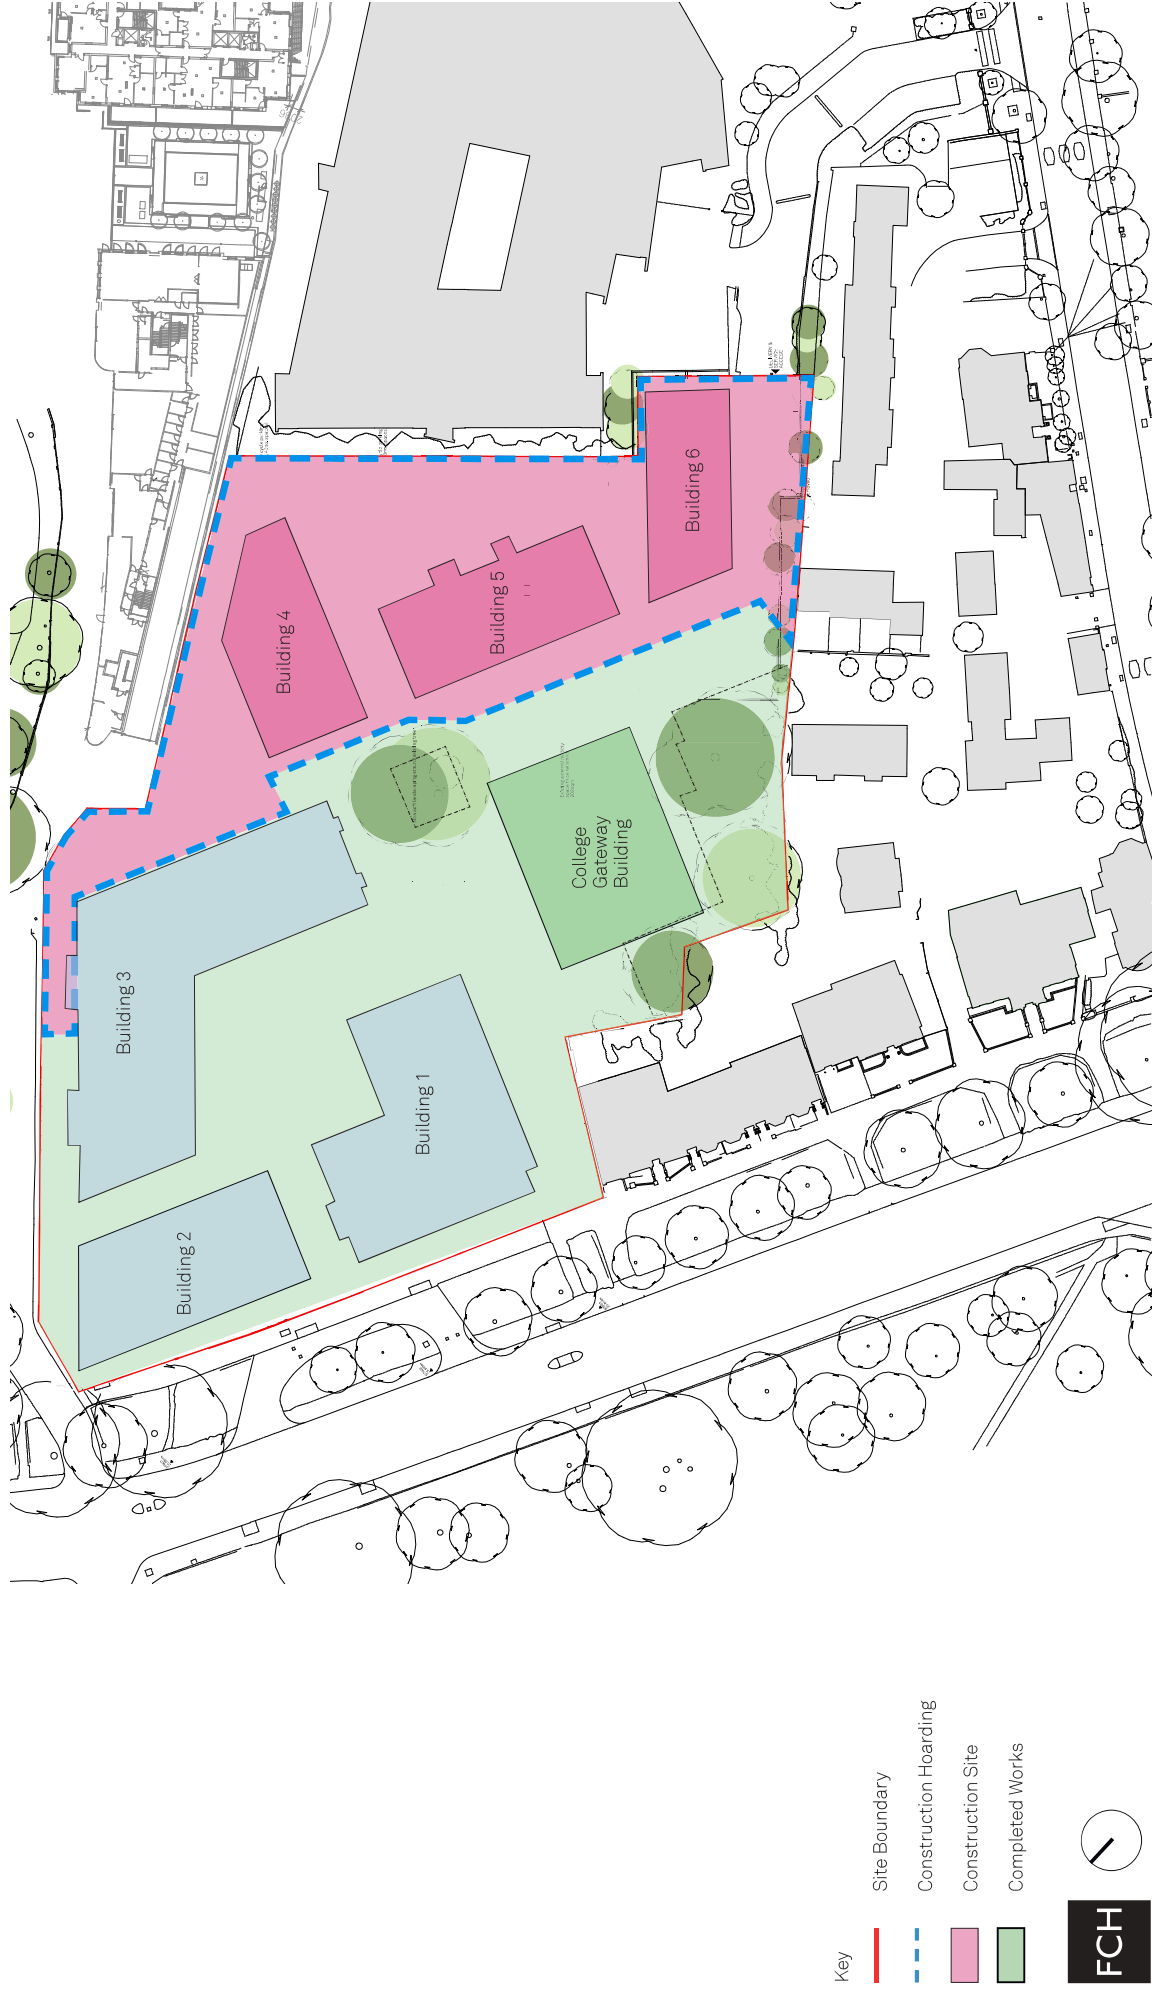 Building 4
Building 5
Building 6
Building 3
College
Gateway
Building
Building 1
Building 2
Key
Site Boundary
Construction Hoarding
Construction Site
Completed Works
FCH